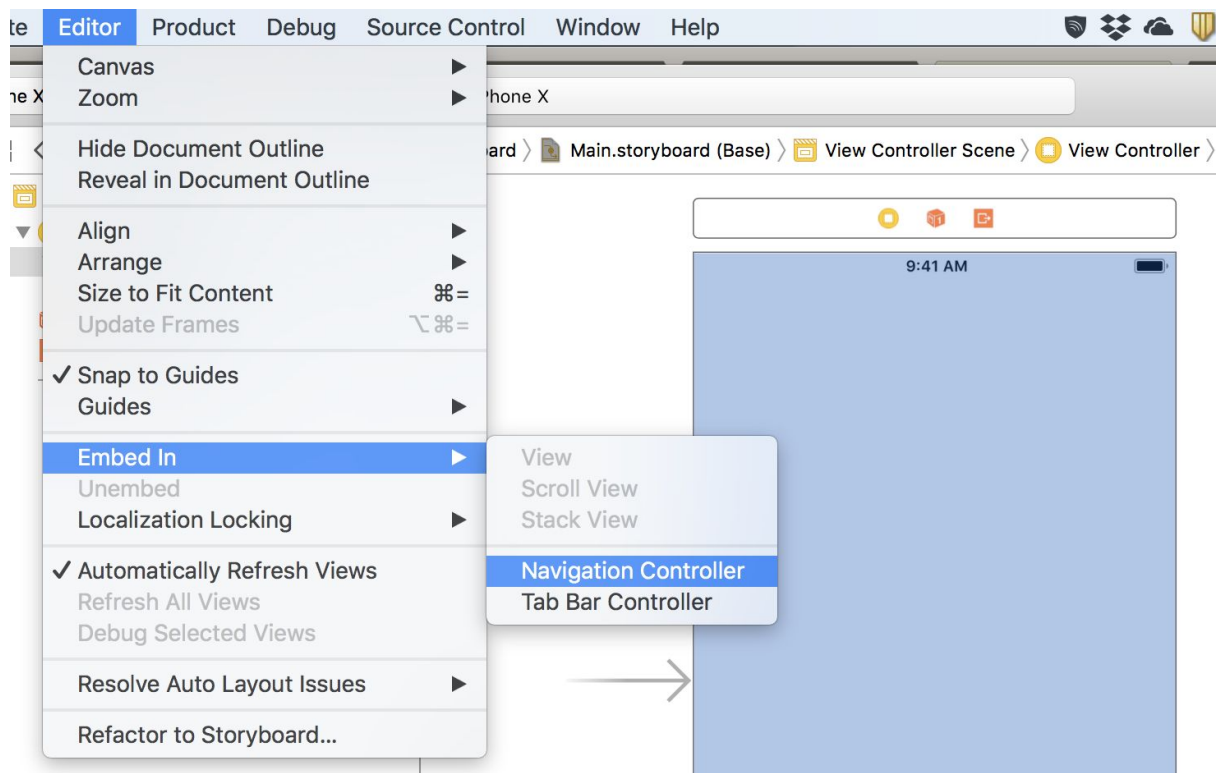 te Editor Product Debug Source Control Window Help
ne X
Phone X
ard 〉 Main.storyboard (Base) 〉 View Controller Scene 〉 View Controller 〉
9:41 AM
Canvas ▶
Zoom ▶
Hide Document Outline
Reveal in Document Outline
Align ▶
Arrange ▶
Size to Fit Content ⌘=
Update Frames ⌥⌘=
✓ Snap to Guides
Guides ▶
Embed In ▶
Unembed
Localization Locking ▶
✓ Automatically Refresh Views
Refresh All Views
Debug Selected Views
Resolve Auto Layout Issues ▶
Refactor to Storyboard...
View
Scroll View
Stack View
Navigation Controller
Tab Bar Controller